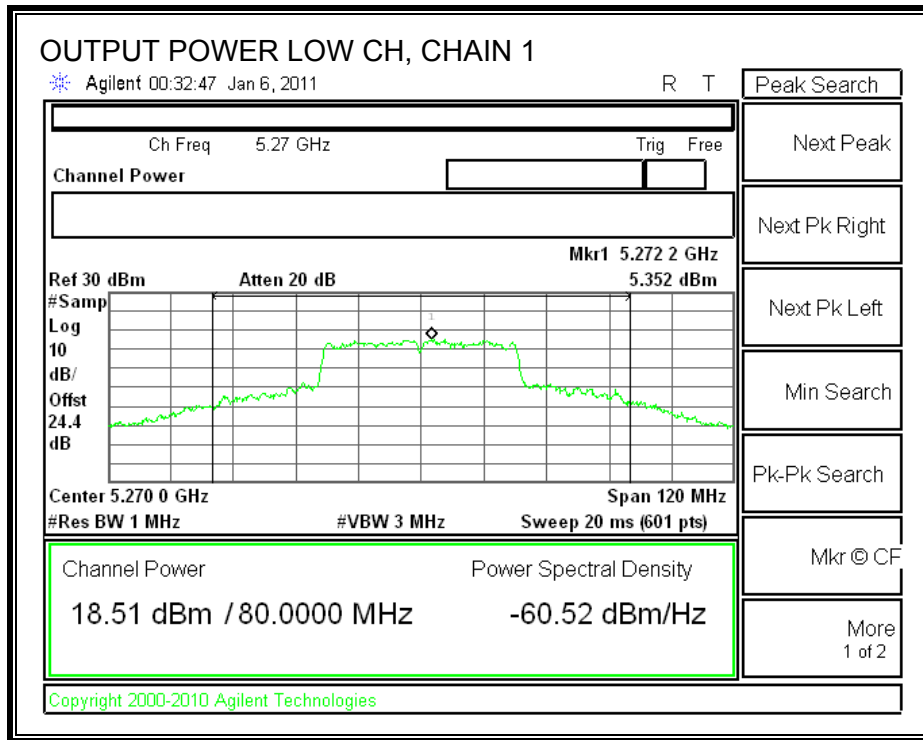 OUTPUT POWER LOW CH, CHAIN 1
Agilent 00:32:47 Jan 6, 2011 R T
Ch Freq 5.27 GHz Trig Free
Channel Power
Mkr1 5.272 2 GHz
Ref 30 dBm Atten 20 dB 5.352 dBm
#Samp
Log
10
dB/
Offst
24.4
dB
1
Center 5.270 0 GHz Span 120 MHz
#Res BW 1 MHz #VBW 3 MHz Sweep 20 ms (601 pts)
Channel Power Power Spectral Density
18.51 dBm / 80.0000 MHz -60.52 dBm/Hz
Copyright 2000-2010 Agilent Technologies
Peak Search
Next Peak
Next Pk Right
Next Pk Left
Min Search
Pk-Pk Search
Mkr © CF
More
1 of 2